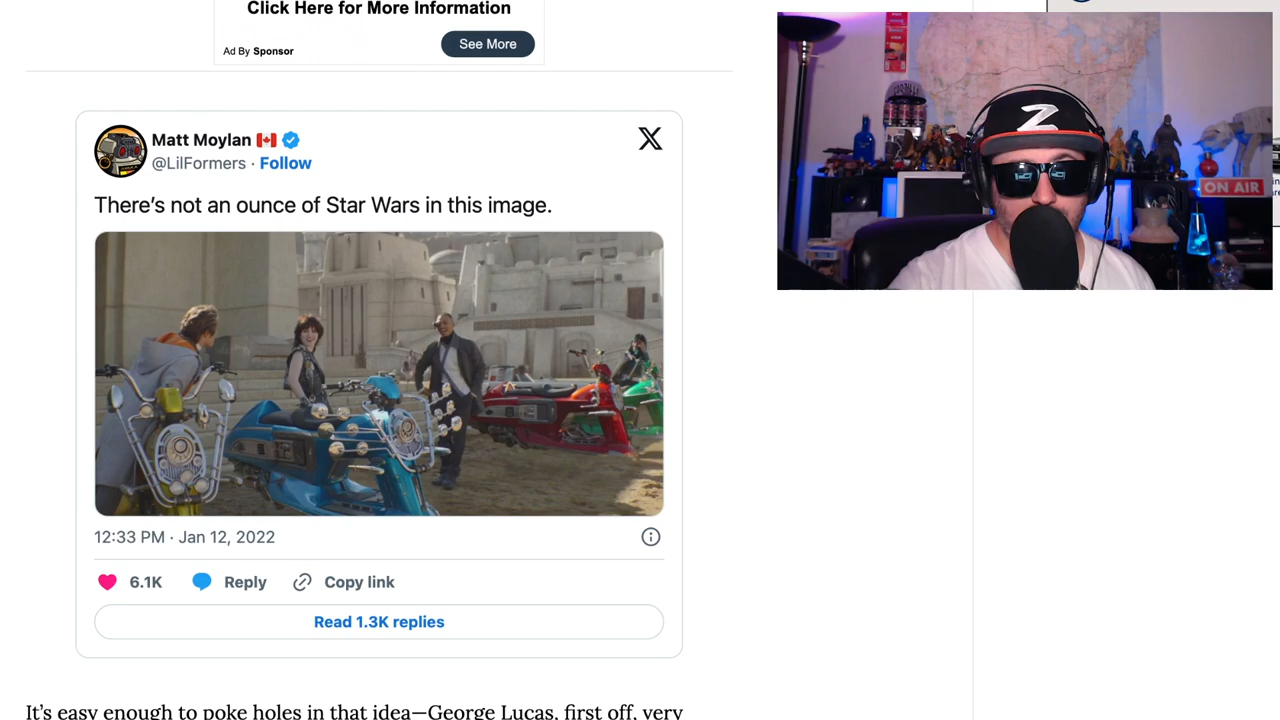 Click Here for More Information
Ad By Sponsor
See More
Matt Moylan
@LilFormers · Follow
There's not an ounce of Star Wars in this image.
12:33 PM · Jan 12, 2022
6.1K
Reply
Copy link
Read 1.3K replies
It's easy enough to poke holes in that idea—George Lucas, first off, very
Z
ON AIR